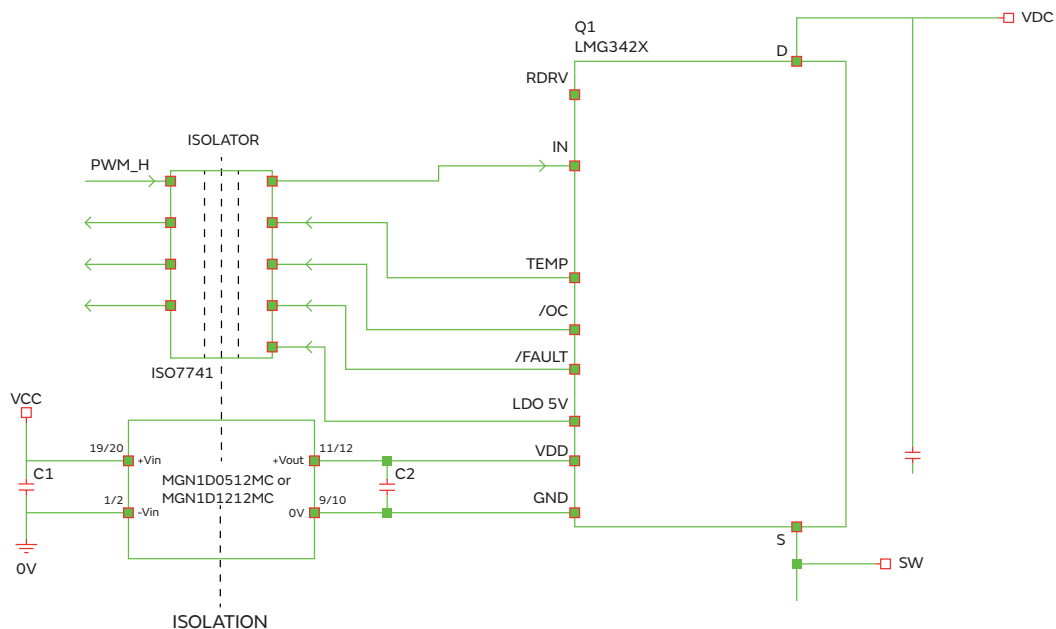 VDC
Q1
LMG342X
D
RDRV
ISOLATOR
IN
PWM_H
TEMP
/OC
/FAULT
ISO7741
LDO 5V
VCC
19/20
+Vin
+Vout
11/12
VDD
C1
C2
MGN1D0512MC or
MGN1D1212MC
1/2
-Vin
0V
9/10
GND
S
SW
0V
ISOLATION